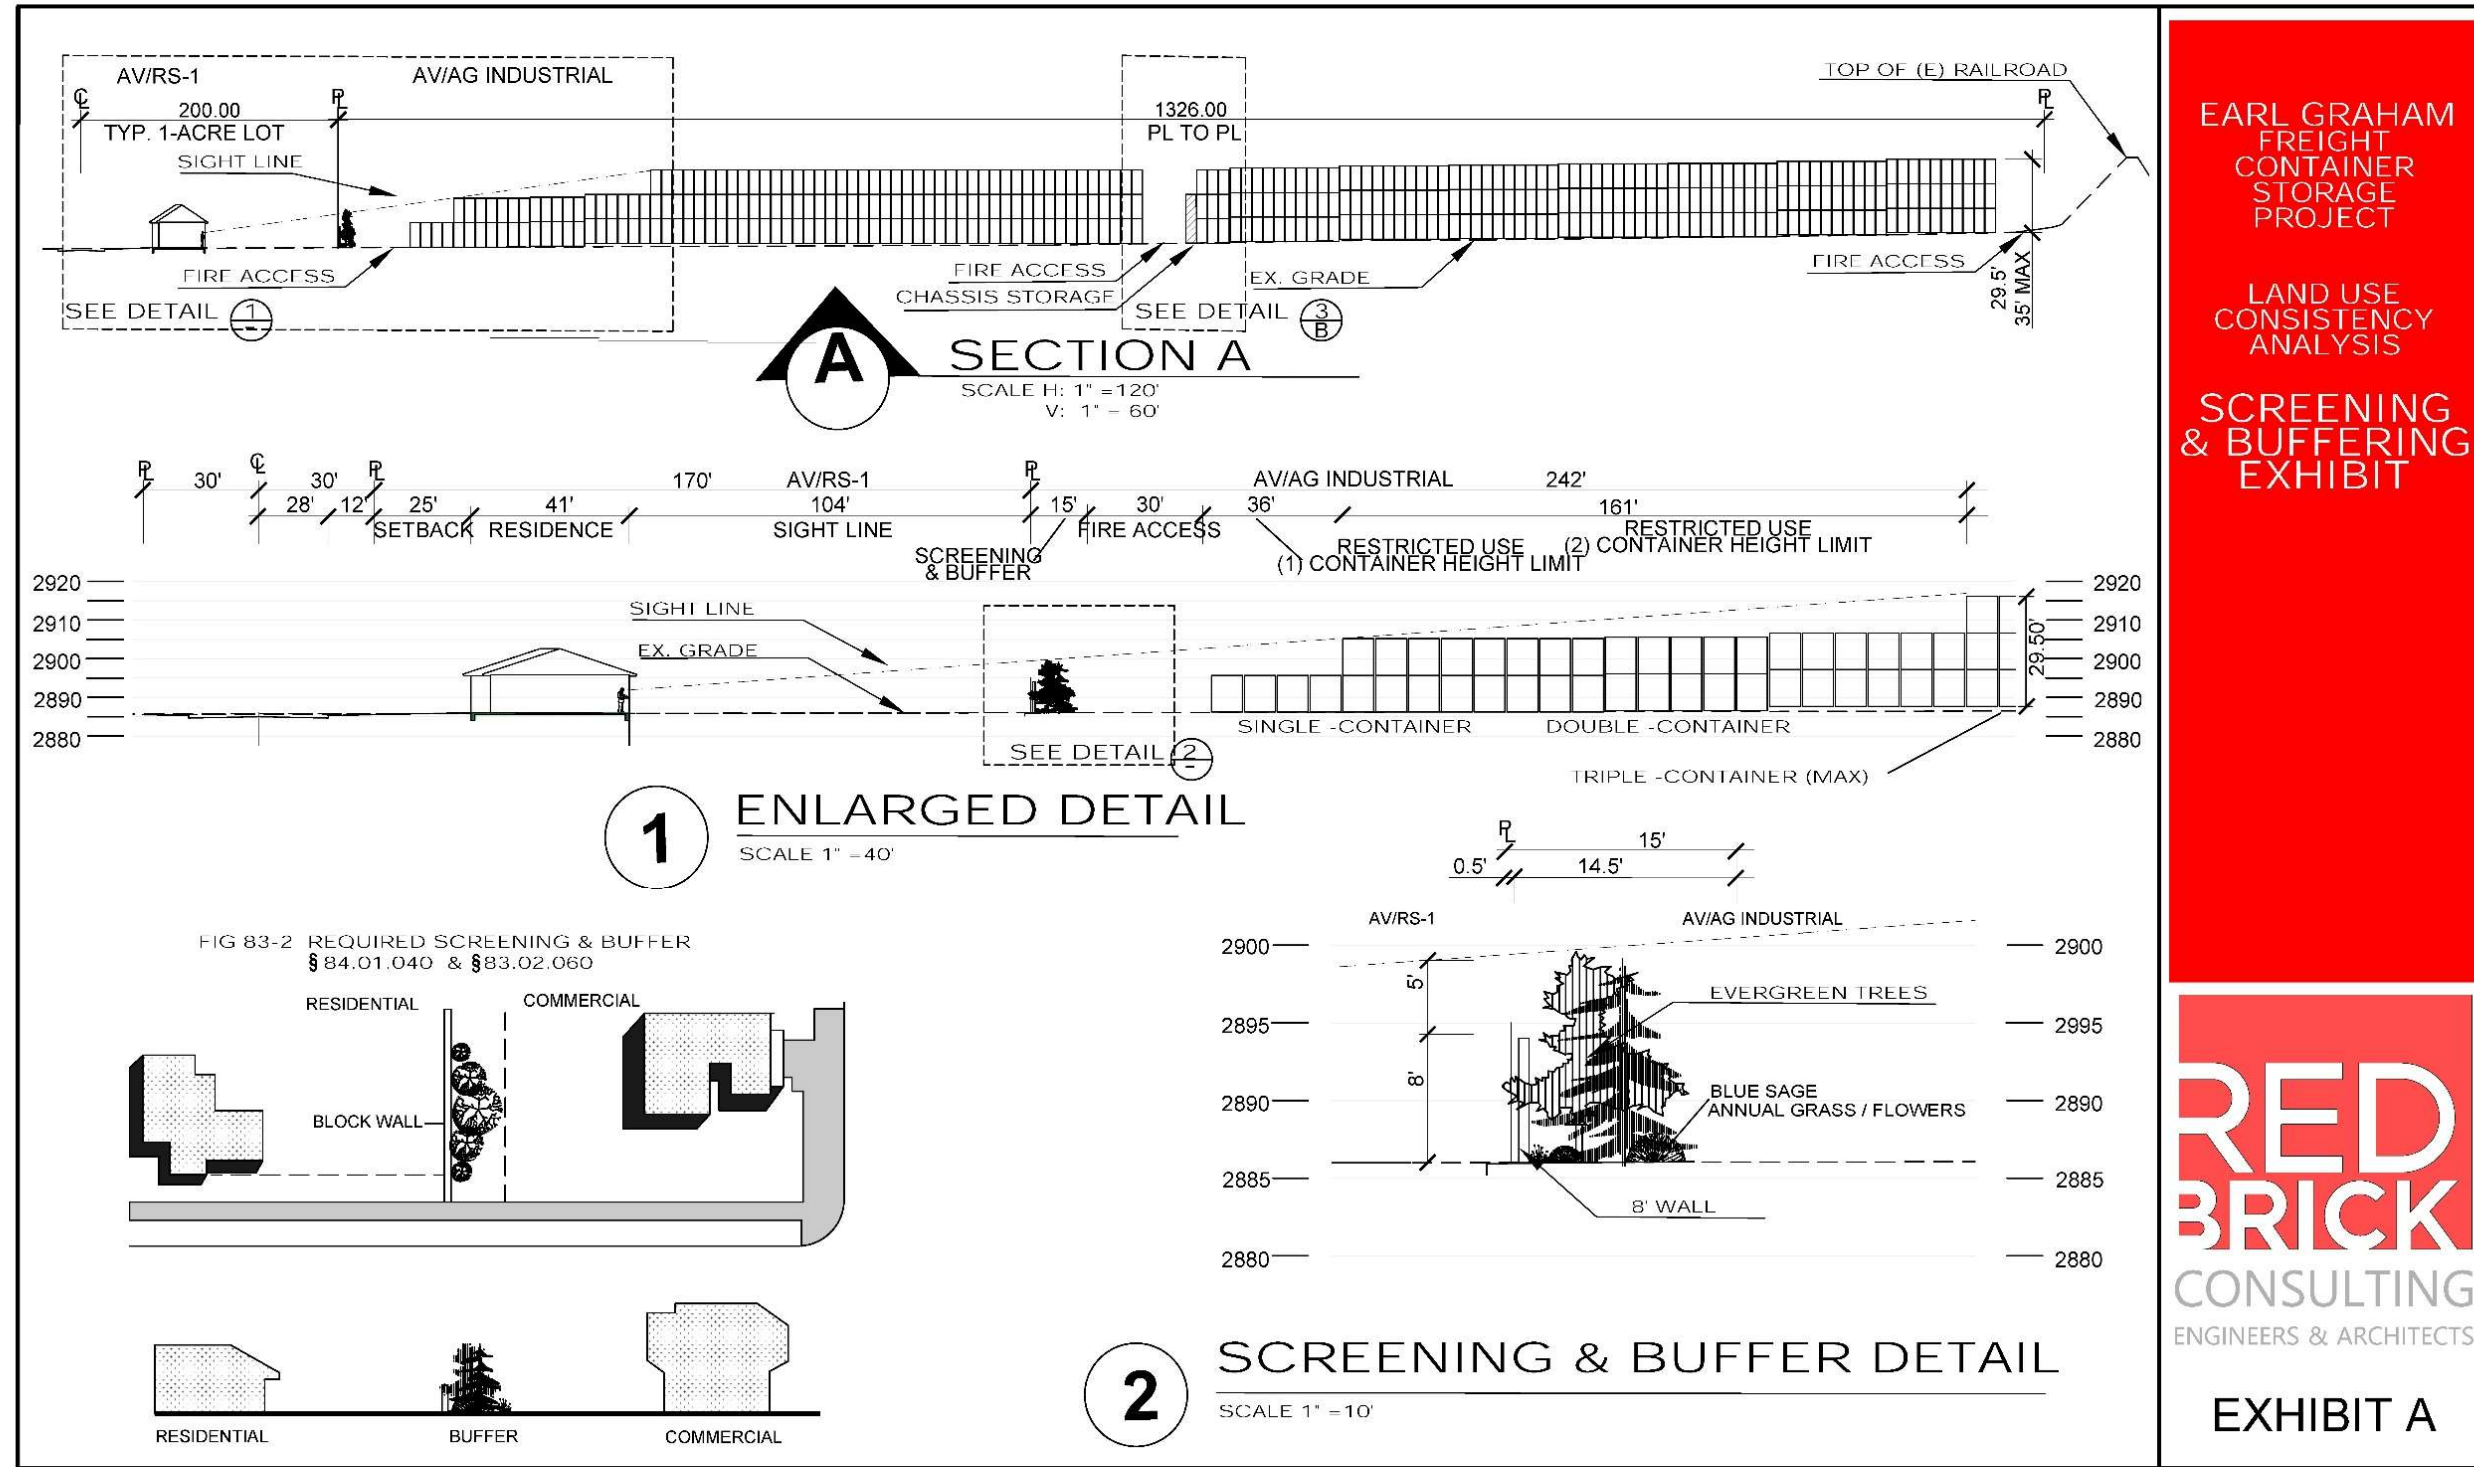 AV/RS-1
AV/AG INDUSTRIAL
TOP OF (E) RAILROAD
200.00
TYP. 1-ACRE LOT
1326.00
PL TO PL
SIGHT LINE
FIRE ACCESS
FIRE ACCESS
CHASSIS STORAGE
EX. GRADE
FIRE ACCESS
29.5'
35' MAX
SEE DETAIL 1
SEE DETAIL 3
B
A
SECTION A
SCALE H: 1" =120'
V: 1" = 60'
30'
30'
170'
AV/RS-1
AV/AG INDUSTRIAL
242'
28'
12'
25'
41'
104'
15'
30'
36'
161'
SETBACK
RESIDENCE
SIGHT LINE
FIRE ACCESS
SCREENING
& BUFFER
RESTRICTED USE
(1) CONTAINER HEIGHT LIMIT
RESTRICTED USE
(2) CONTAINER HEIGHT LIMIT
2920
2910
2900
2890
2880
SIGHT LINE
EX. GRADE
SEE DETAIL 2
SINGLE -CONTAINER
DOUBLE -CONTAINER
TRIPLE -CONTAINER (MAX)
29.50'
2920
2910
2900
2890
2880
1
ENLARGED DETAIL
SCALE 1" =40'
FIG 83-2 REQUIRED SCREENING & BUFFER
§ 84.01.040 & §83.02.060
RESIDENTIAL
COMMERCIAL
BLOCK WALL
RESIDENTIAL
BUFFER
COMMERCIAL
15'
0.5'
14.5'
AV/RS-1
AV/AG INDUSTRIAL
2900
2895
2890
2885
2880
5'
8'
EVERGREEN TREES
BLUE SAGE
ANNUAL GRASS / FLOWERS
8' WALL
2900
2995
2890
2885
2880
2
SCREENING & BUFFER DETAIL
SCALE 1" =10'
EARL GRAHAM
FREIGHT
CONTAINER
STORAGE
PROJECT
LAND USE
CONSISTENCY
ANALYSIS
SCREENING
& BUFFERING
EXHIBIT
RED
BRICK
CONSULTING
ENGINEERS & ARCHITECTS
EXHIBIT A